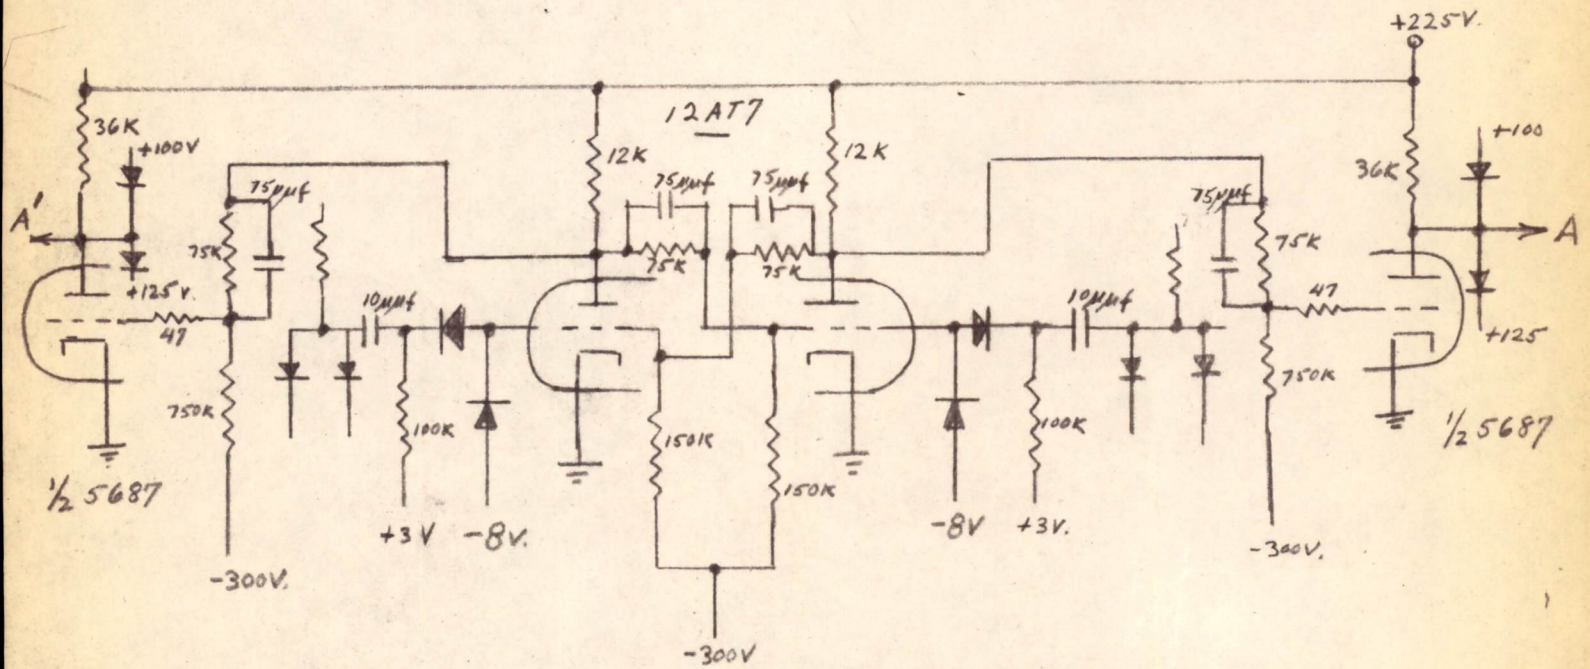 +225V.
12AT7
36K
+100V
12K
12K
+100
36K
75μμf
75μμf
75μμf
75μμf
A'
75K
75K
75K
75K
A
+125V.
47
10μμf
10μμf
47
+125
750K
100K
150K
150K
100K
750K
1/2 5687
1/2 5687
+3V
-8V.
-8V
+3V.
-300V.
-300V.
-300V